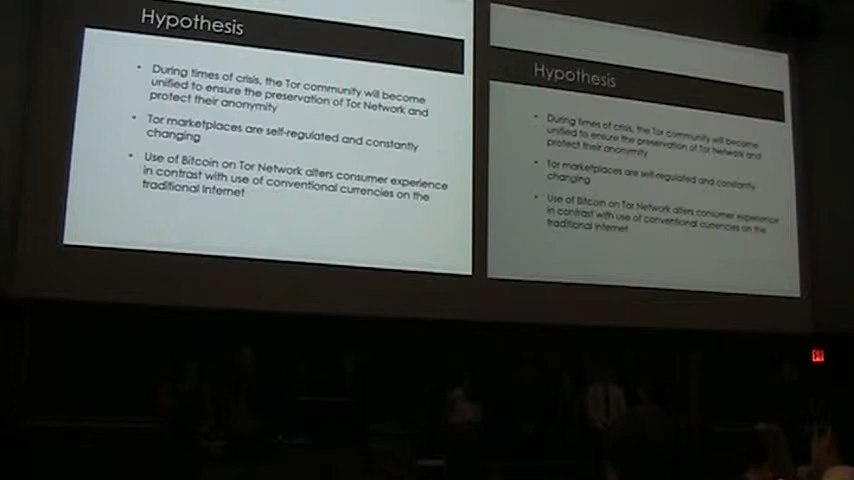 Hypothesis
• During times of crisis, the Tor community will become
unified to ensure the preservation of Tor Network and
protect their anonymity
• Tor marketplaces are self-regulated and constantly
changing
• Use of Bitcoin on Tor Network alters consumer experience
in contrast with use of conventional currencies on the
traditional Internet
Hypothesis
• During times of crisis, the Tor community will become
unified to ensure the preservation of Tor Network and
protect their anonymity
• Tor marketplaces are self-regulated and constantly
changing
• Use of Bitcoin on Tor Network alters consumer experience
in contrast with use of conventional currencies on the
traditional Internet